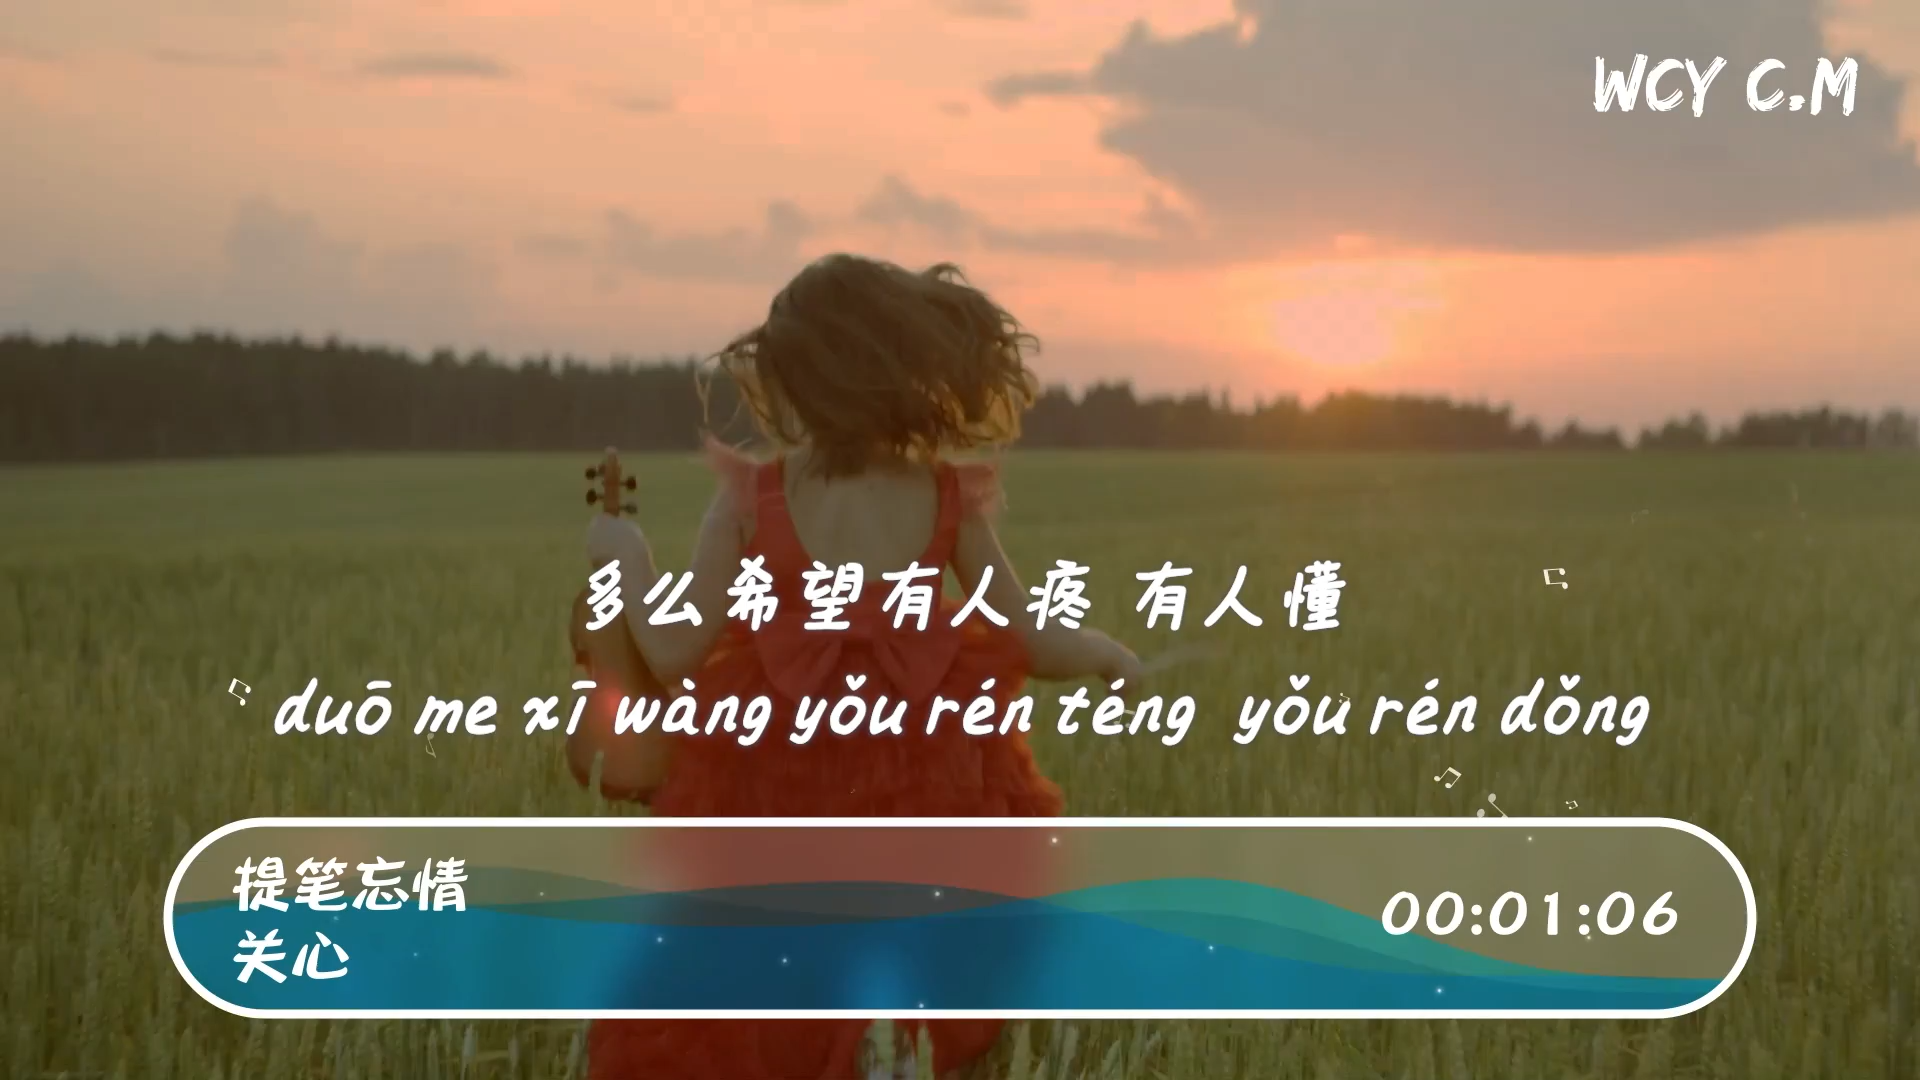 WCY C.M
多么希望有人疼 有人懂
duō me xī wàng yǒu rén téng yǒu rén dǒng
提笔忘情
关心
00:01:06